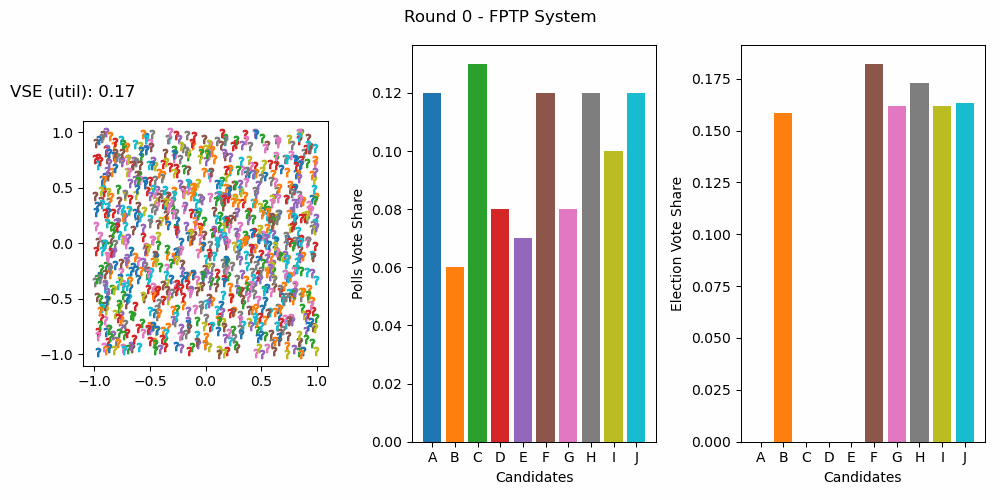 Round 0 - FPTP System
VSE (util): 0.17
1.0
0.5
0.0
−0.5
−1.0
−1.0 −0.5 0.0 0.5 1.0
Polls Vote Share
0.12
0.10
0.08
0.06
0.04
0.02
0.00
A B C D E F G H I J
Candidates
Election Vote Share
0.175
0.150
0.125
0.100
0.075
0.050
0.025
0.000
A B C D E F G H I J
Candidates